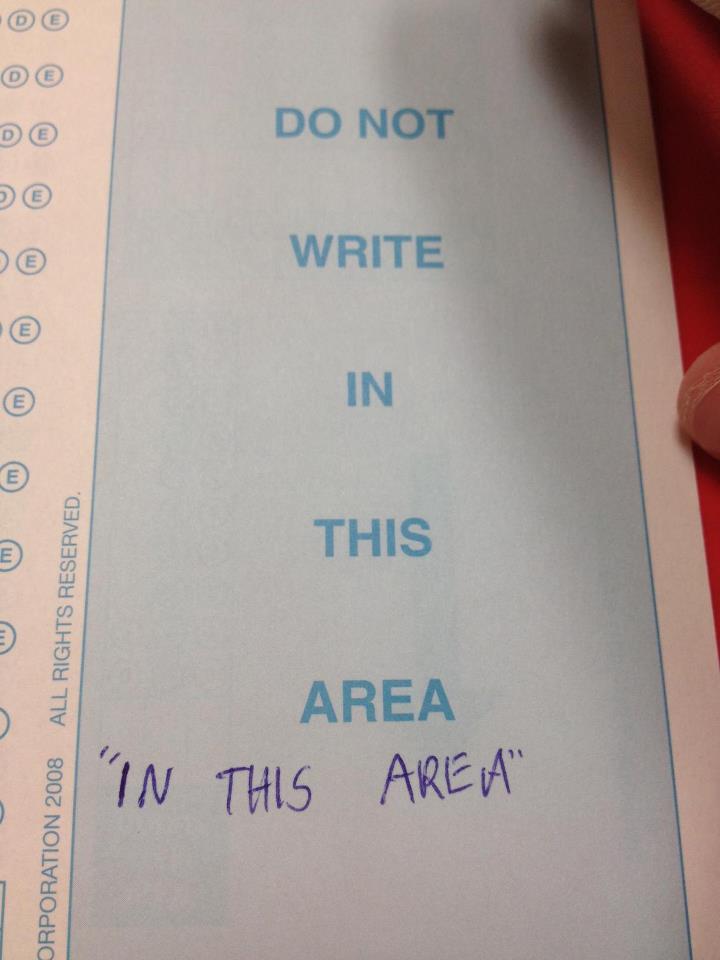 D E
D E
D E
D E
E
E
E
E
E
E
DO NOT
WRITE
IN
THIS
AREA
"IN THIS AREA"
ORPORATION 2008 ALL RIGHTS RESERVED.